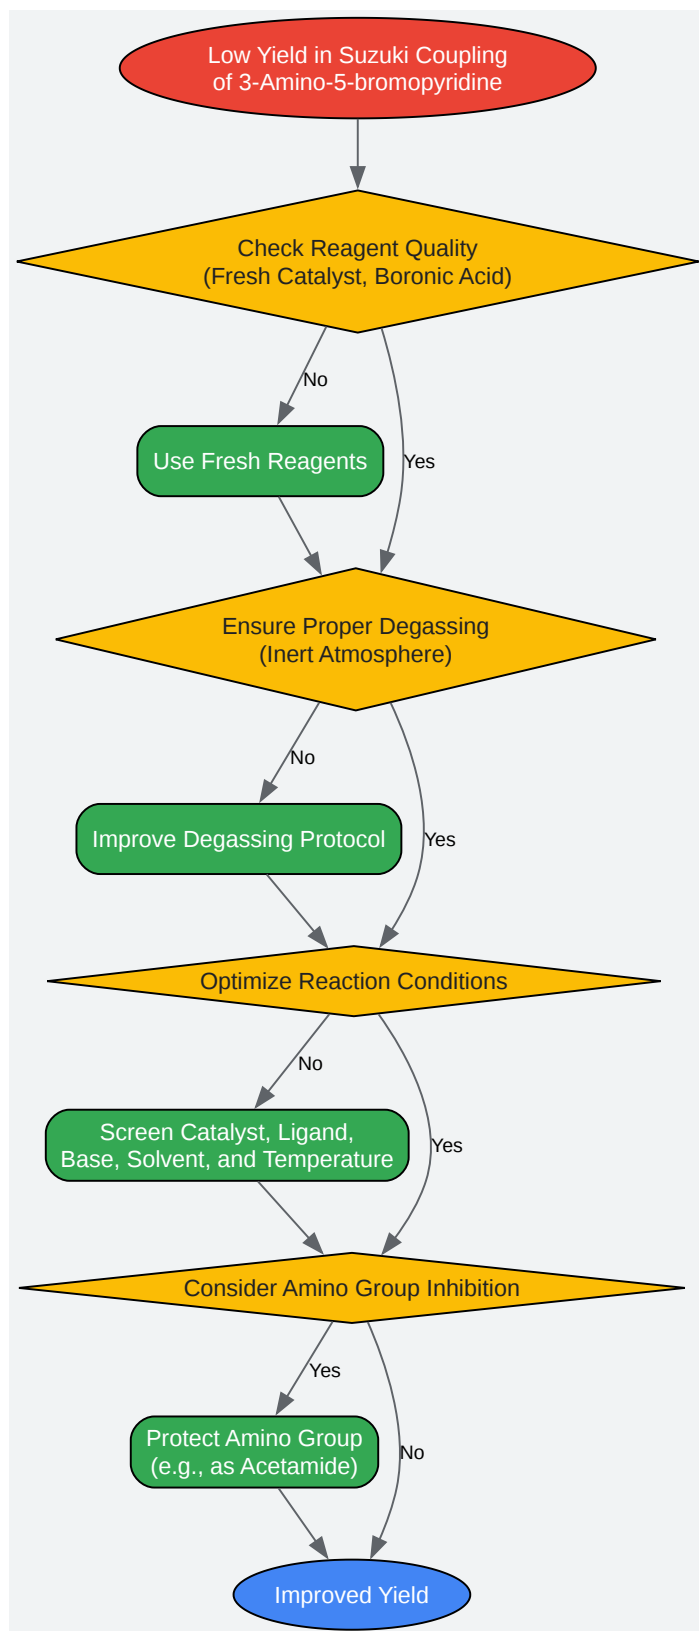 Low Yield in Suzuki Coupling
of 3-Amino-5-bromopyridine
Check Reagent Quality
(Fresh Catalyst, Boronic Acid)
No
Use Fresh Reagents
Yes
Ensure Proper Degassing
(Inert Atmosphere)
No
Improve Degassing Protocol
Yes
Optimize Reaction Conditions
No
Screen Catalyst, Ligand,
Base, Solvent, and Temperature
Yes
Consider Amino Group Inhibition
Yes
Protect Amino Group
(e.g., as Acetamide)
No
Improved Yield